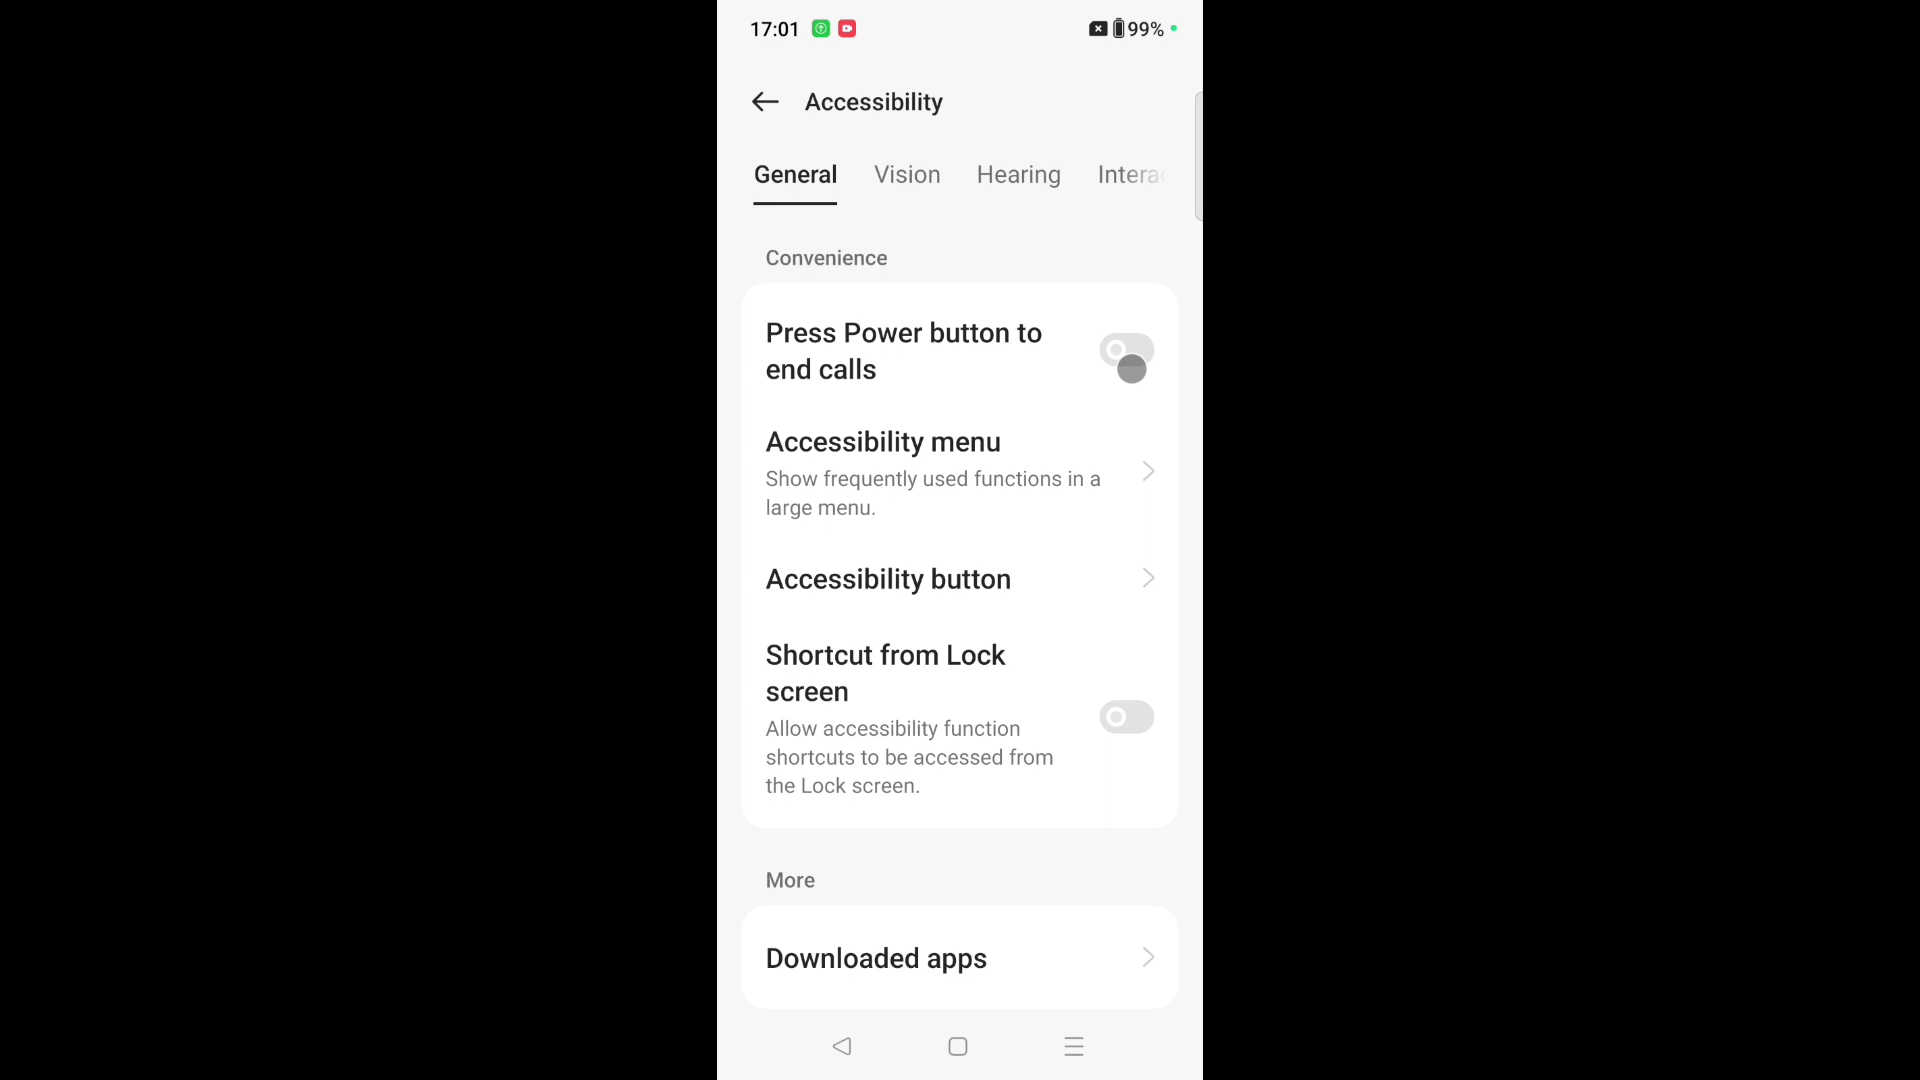 17:01 99%
Accessibility
General Vision Hearing Interac
Convenience
Press Power button to
end calls
Accessibility menu
Show frequently used functions in a
large menu.
Accessibility button
Shortcut from Lock
screen
Allow accessibility function
shortcuts to be accessed from
the Lock screen.
More
Downloaded apps